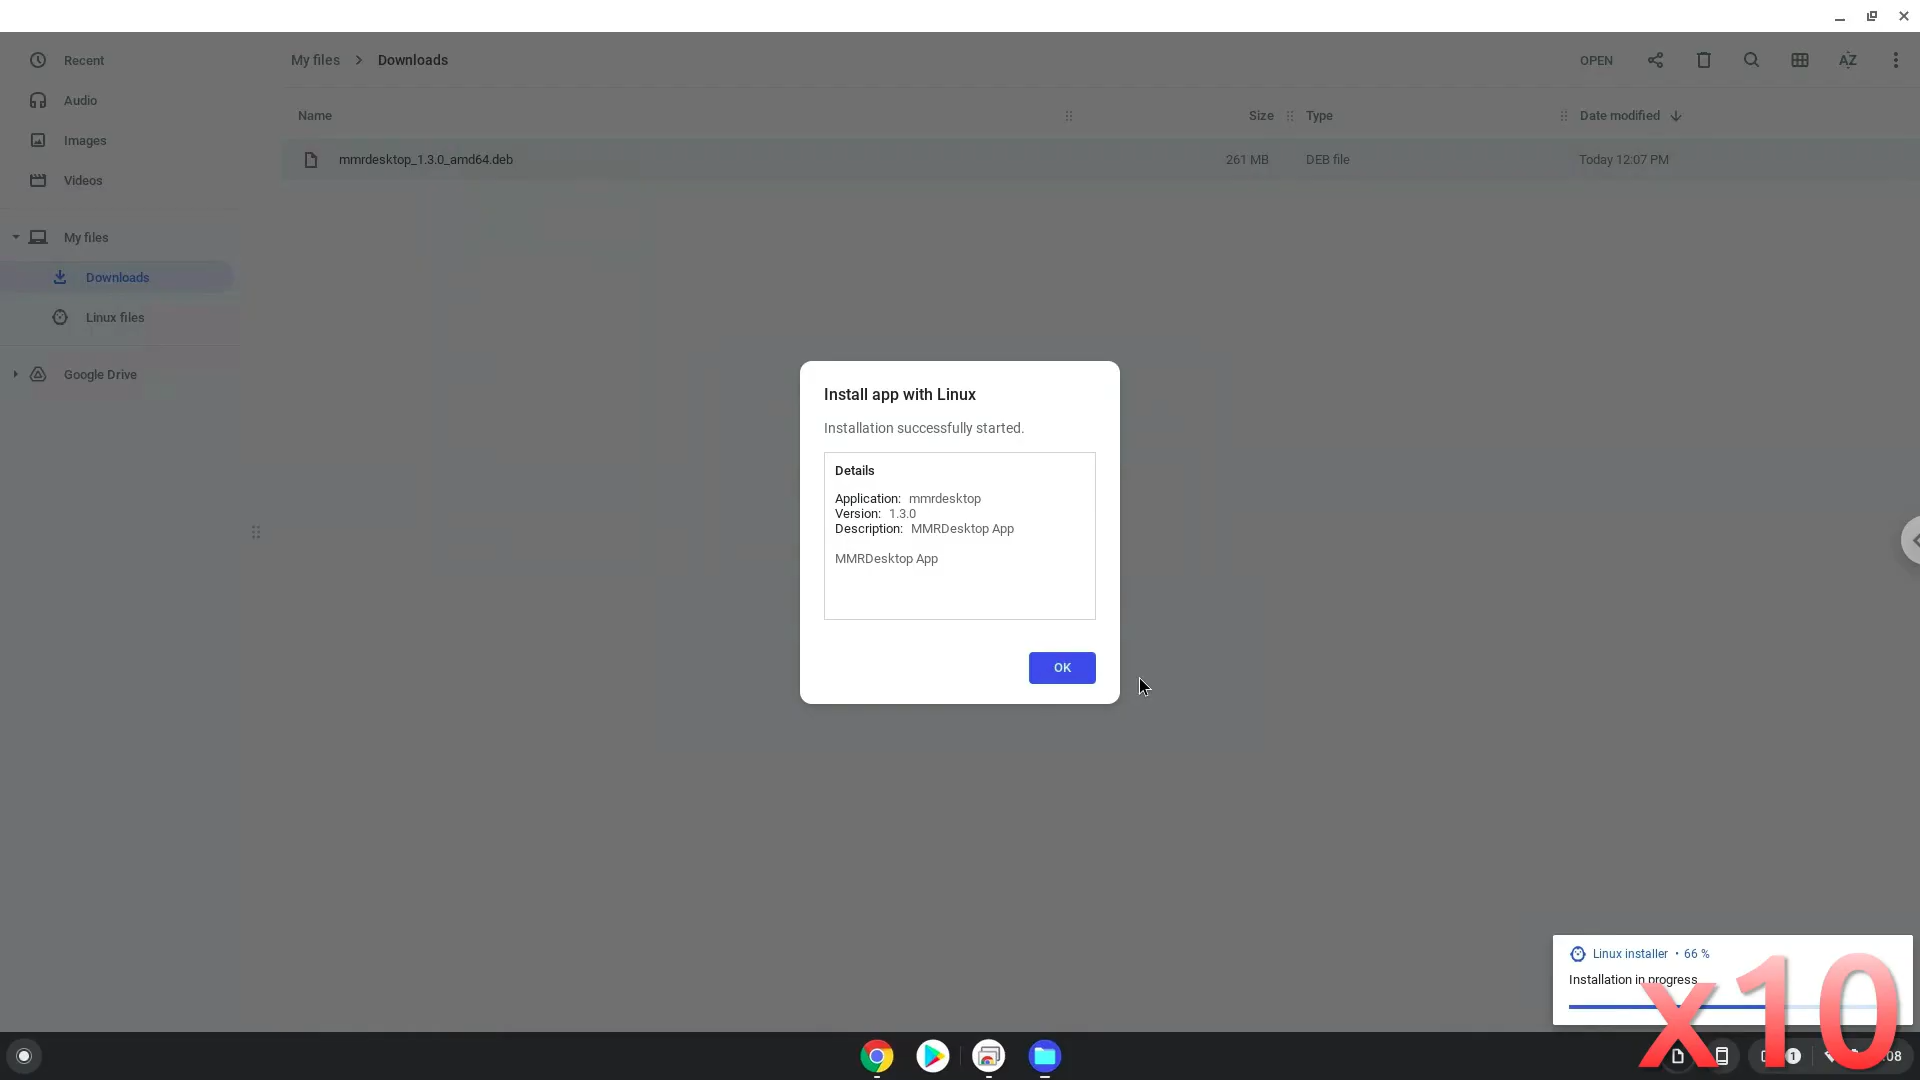 Recent
Audio
Images
Videos
My files
Downloads
Linux files
Google Drive
My files > Downloads
OPEN
AZ
Name
Size
Type
Date modified
mmrdesktop_1.3.0_amd64.deb
261 MB
DEB file
Today 12:07 PM
Install app with Linux
Installation successfully started.
Details
Application: mmrdesktop
Version: 1.3.0
Description: MMRDesktop App
MMRDesktop App
OK
Linux installer • 66 %
Installation in progress
x10
1
:08